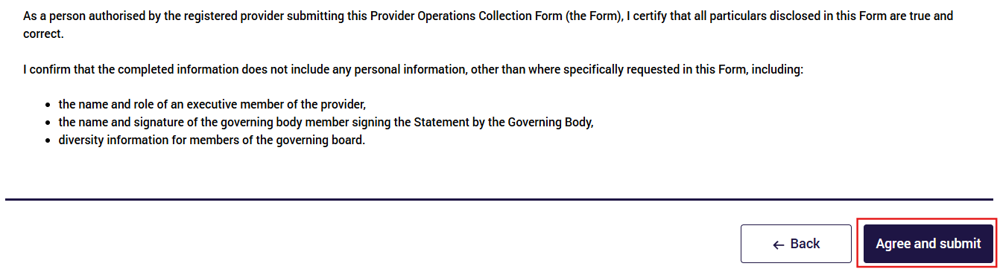 As a person authorised by the registered provider submitting this Provider Operations Collection Form (the Form), I certify that all particulars disclosed in this Form are true and
correct.
I confirm that the completed information does not include any personal information, other than where specifically requested in this Form, including:
• the name and role of an executive member of the provider,
• the name and signature of the governing body member signing the Statement by the Governing Body,
• diversity information for members of the governing board.
← Back
Agree and submit